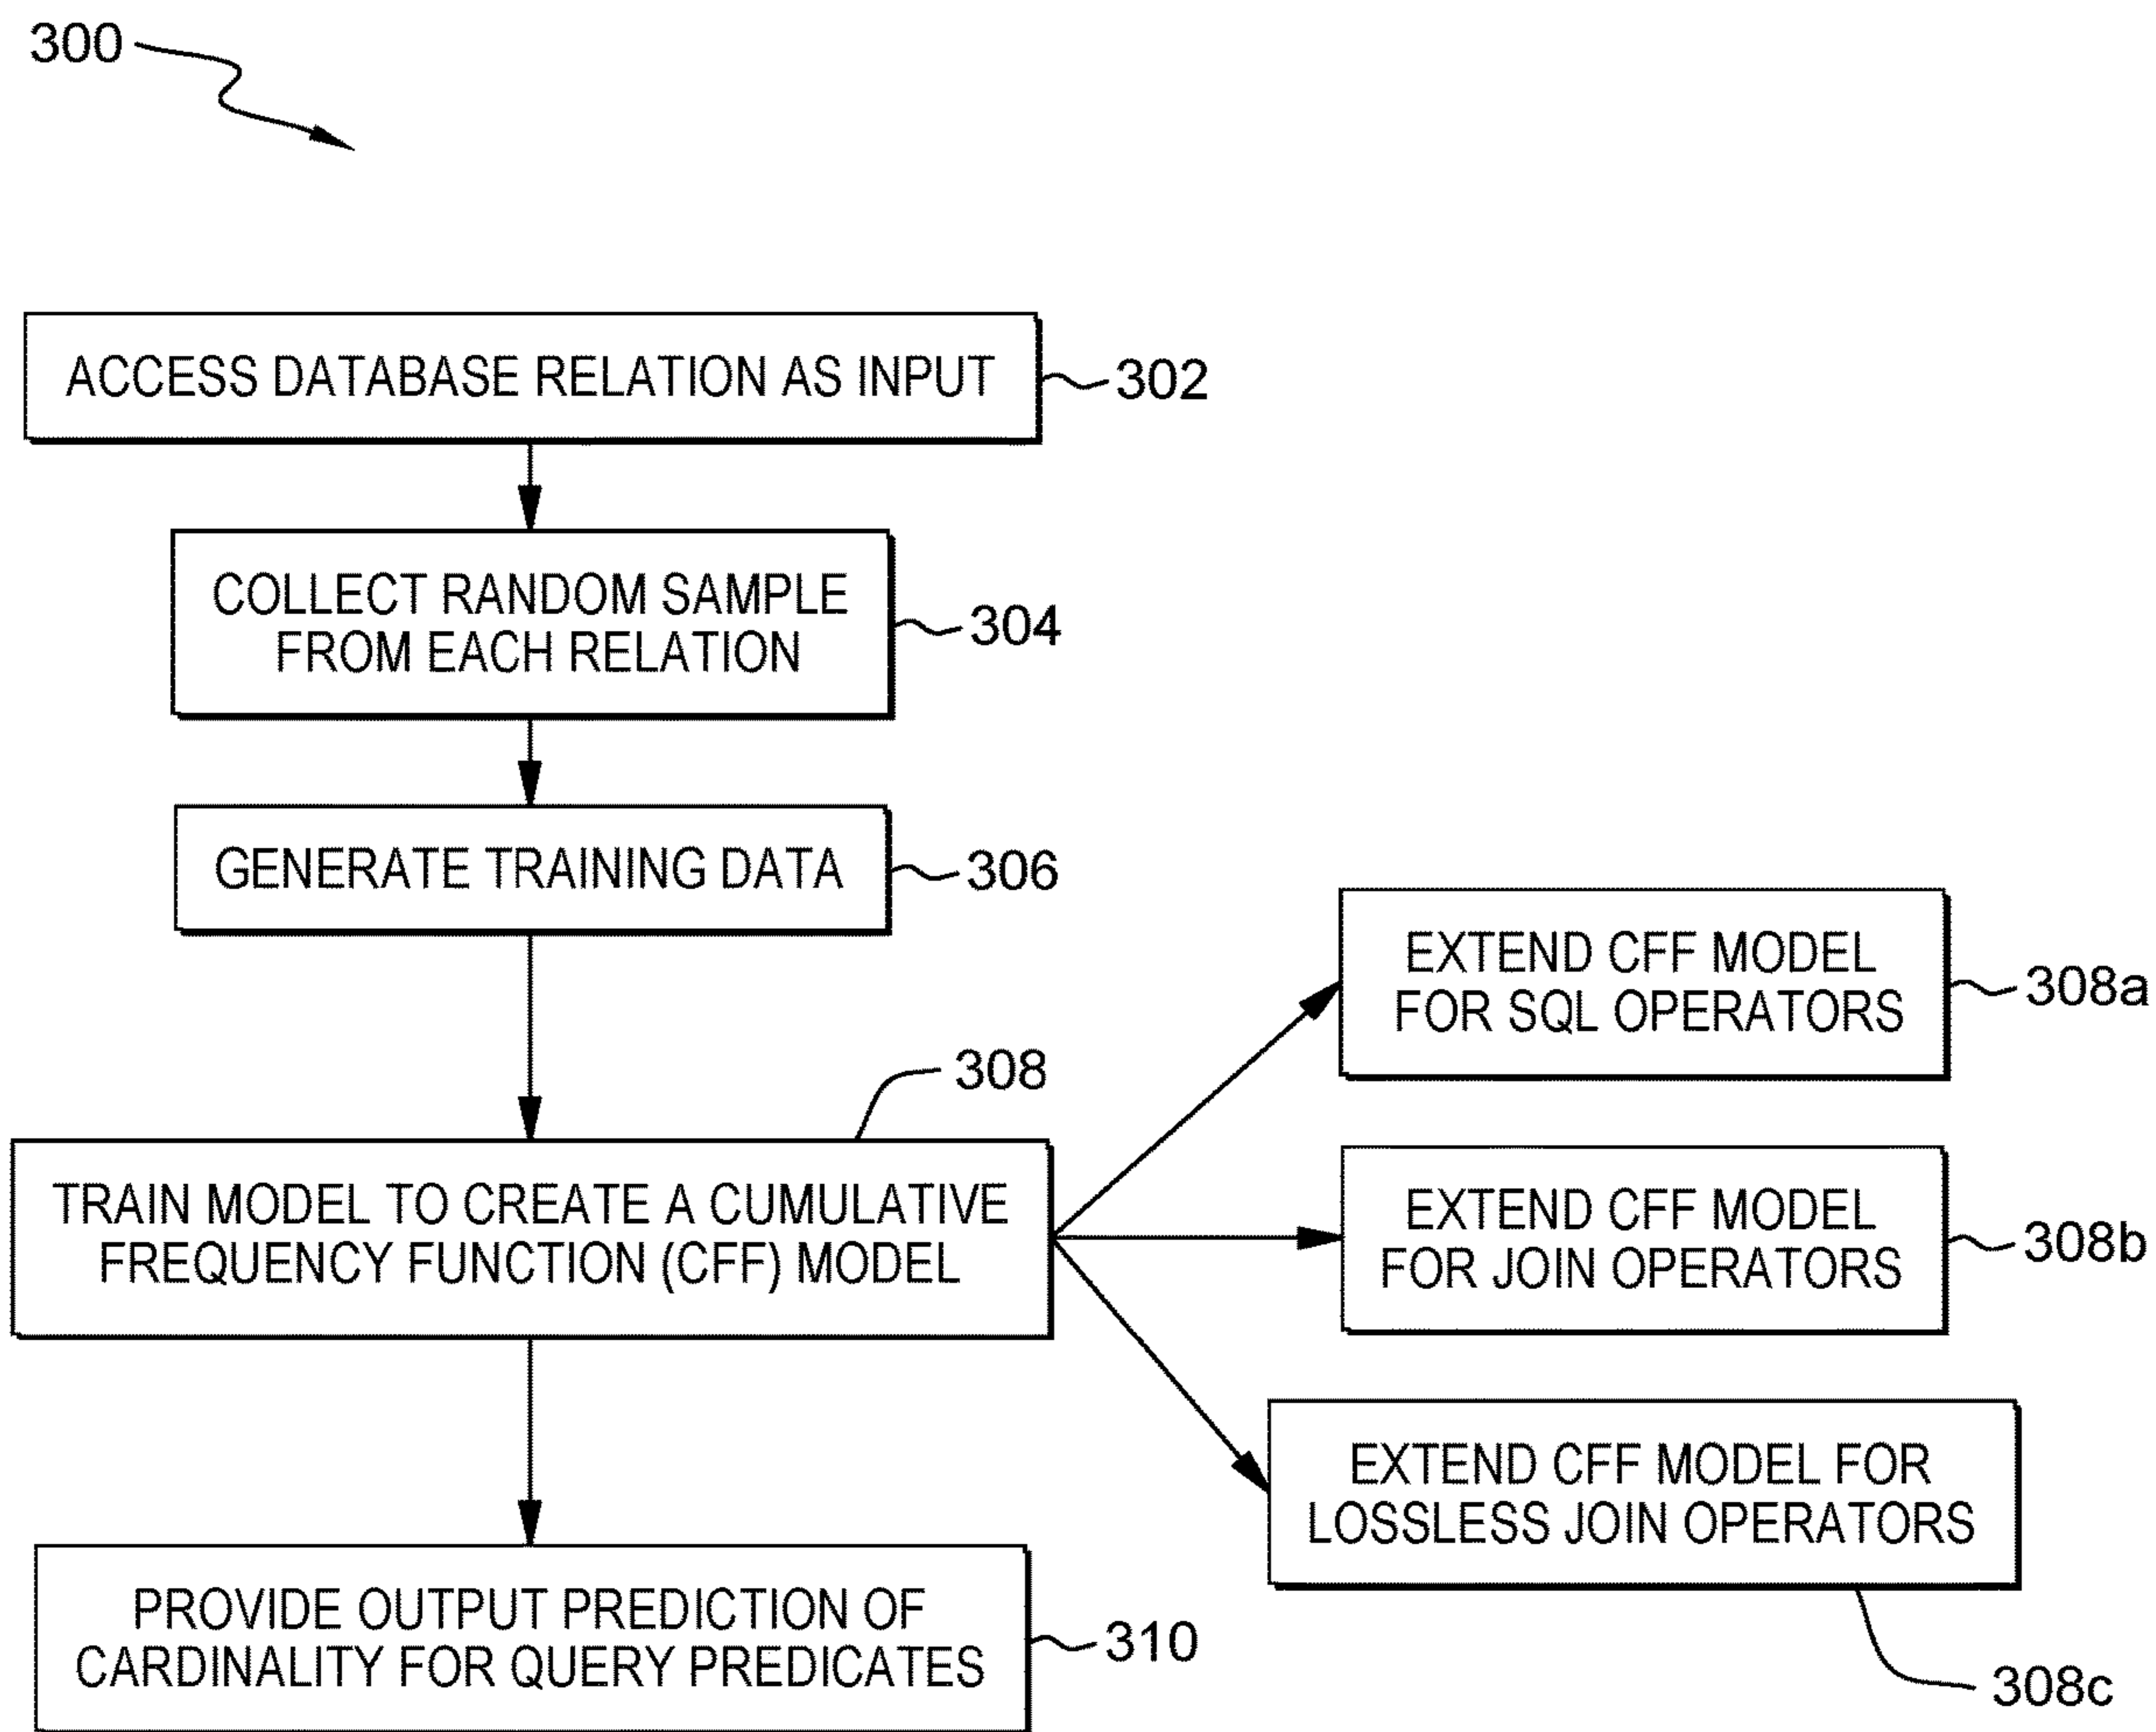 300
ACCESS DATABASE RELATION AS INPUT
302
COLLECT RANDOM SAMPLE
FROM EACH RELATION
304
GENERATE TRAINING DATA
306
308
TRAIN MODEL TO CREATE A CUMULATIVE
FREQUENCY FUNCTION (CFF) MODEL
EXTEND CFF MODEL
FOR SQL OPERATORS
308a
EXTEND CFF MODEL
FOR JOIN OPERATORS
308b
EXTEND CFF MODEL FOR
LOSSLESS JOIN OPERATORS
308c
PROVIDE OUTPUT PREDICTION OF
CARDINALITY FOR QUERY PREDICATES
310